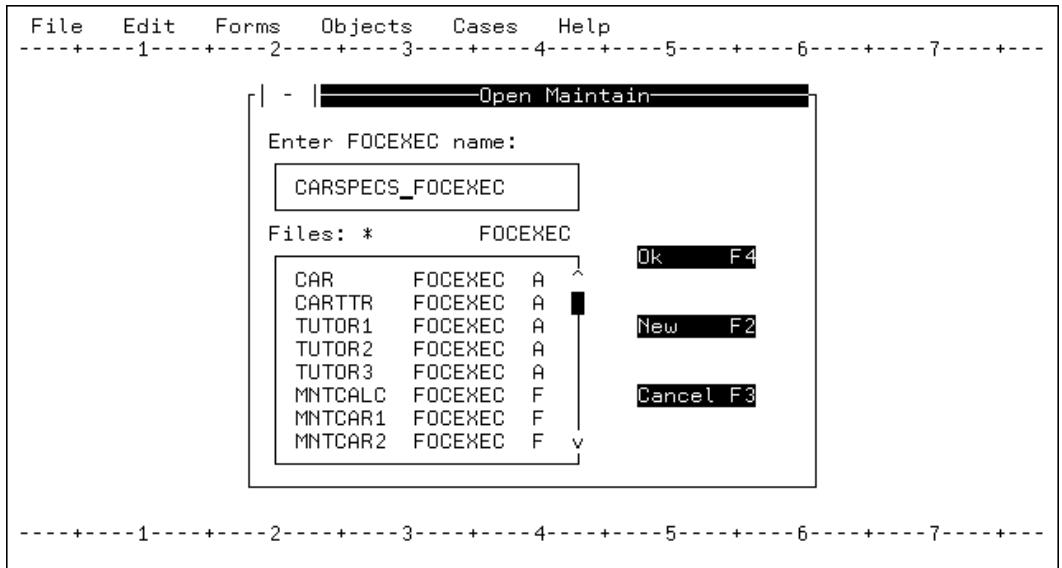 File Edit Forms Objects Cases Help
----+----1----+----2----+----3----+----4----+----5----+----6----+----7----+---
- Open Maintain
Enter FOCEXEC name:
CARSPECS_FOCEXEC
Files: * FOCEXEC
Ok F4
CAR FOCEXEC A ^
CARTTR FOCEXEC A
TUTOR1 FOCEXEC A
New F2
TUTOR2 FOCEXEC A
TUTOR3 FOCEXEC A
MNTCALC FOCEXEC F
Cancel F3
MNTCAR1 FOCEXEC F
MNTCAR2 FOCEXEC F v
----+----1----+----2----+----3----+----4----+----5----+----6----+----7----+---